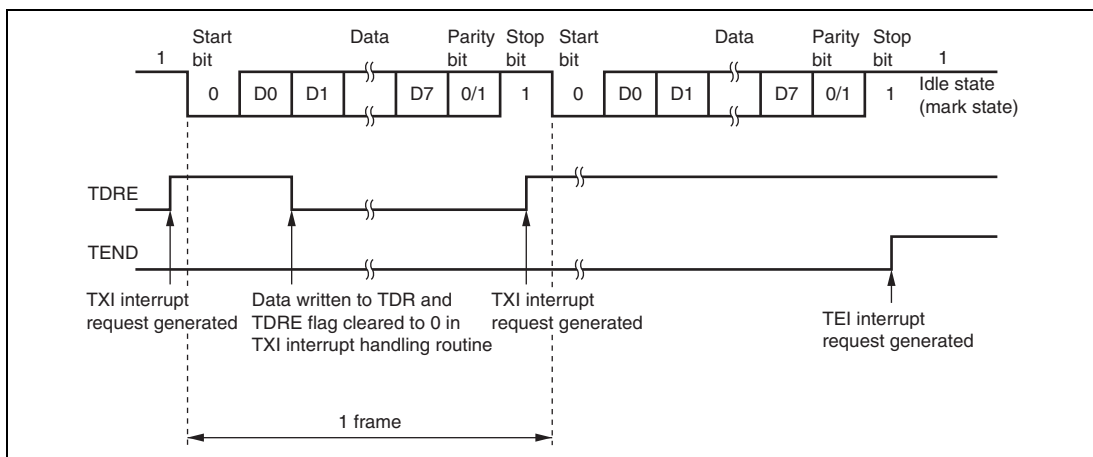 1
Start bit
Data
Parity bit
Stop bit
Start bit
Data
Parity bit
Stop bit
1
0
D0
D1
D7
0/1
1
0
D0
D1
D7
0/1
1
Idle state
(mark state)
TDRE
TEND
TXI interrupt
request generated
Data written to TDR and
TDRE flag cleared to 0 in
TXI interrupt handling routine
TXI interrupt
request generated
TEI interrupt
request generated
1 frame